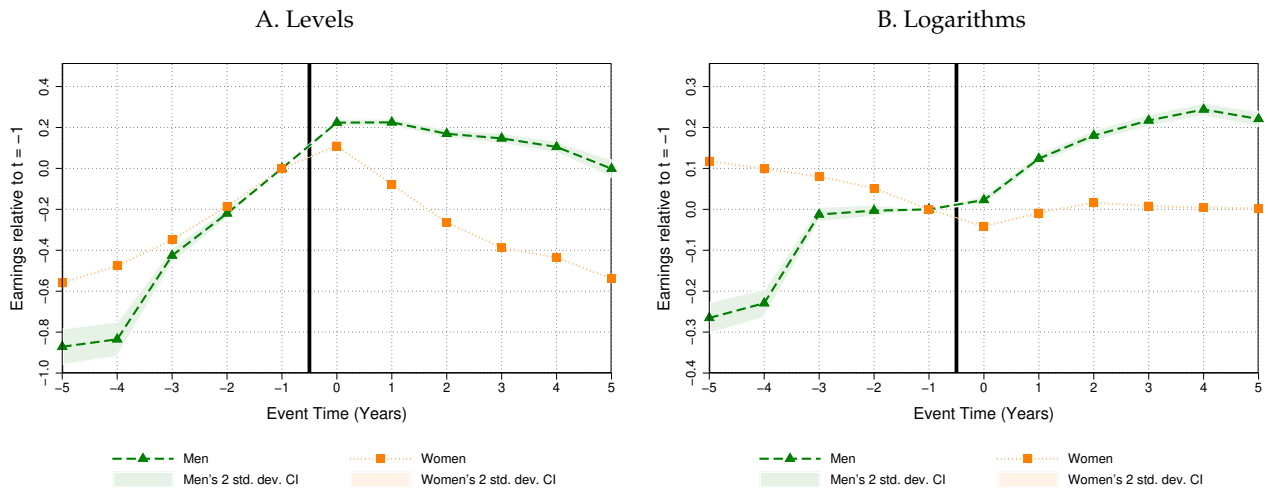 A. Levels
Earnings relative to t = −1
0.4
0.2
0.0
−0.2
−0.4
−0.6
−0.8
−1.0
−5 −4 −3 −2 −1 0 1 2 3 4 5
Event Time (Years)
Men Women
Men's 2 std. dev. CI Women's 2 std. dev. CI
B. Logarithms
Earnings relative to t = −1
0.3
0.2
0.1
0.0
−0.1
−0.2
−0.3
−0.4
−5 −4 −3 −2 −1 0 1 2 3 4 5
Event Time (Years)
Men Women
Men's 2 std. dev. CI Women's 2 std. dev. CI